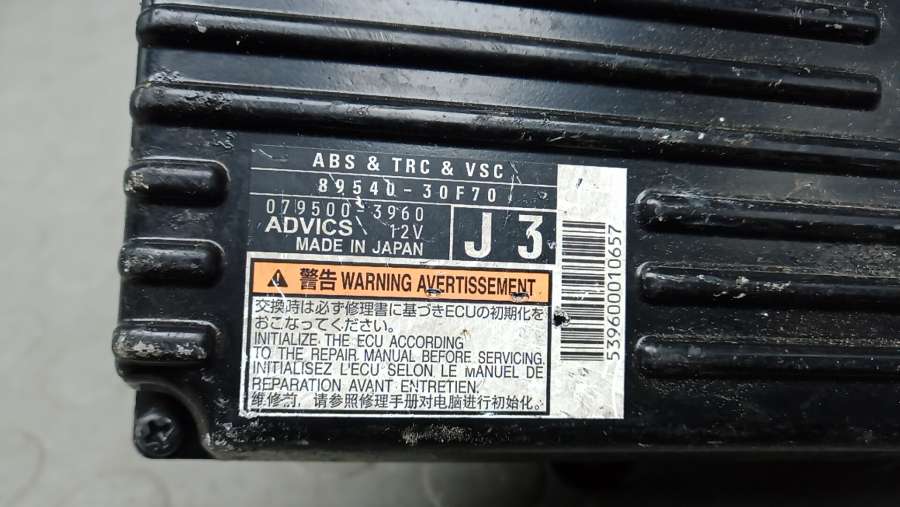 ABS & TRC & VSC
89540-30F70
079500-3960
ADVICS 12V
MADE IN JAPAN
J3
警告 WARNING AVERTISSEMENT
交換時は必ず修理書に基づきECUの初期化を
おこなってください。
INITIALIZE THE ECU ACCORDING
TO THE REPAIR MANUAL BEFORE SERVICING.
INITIALISEZ L'ECU SELON LE MANUEL DE
REPARATION AVANT ENTRETIEN.
维修前，请参照修理手册对电脑进行初始化。
539600010657